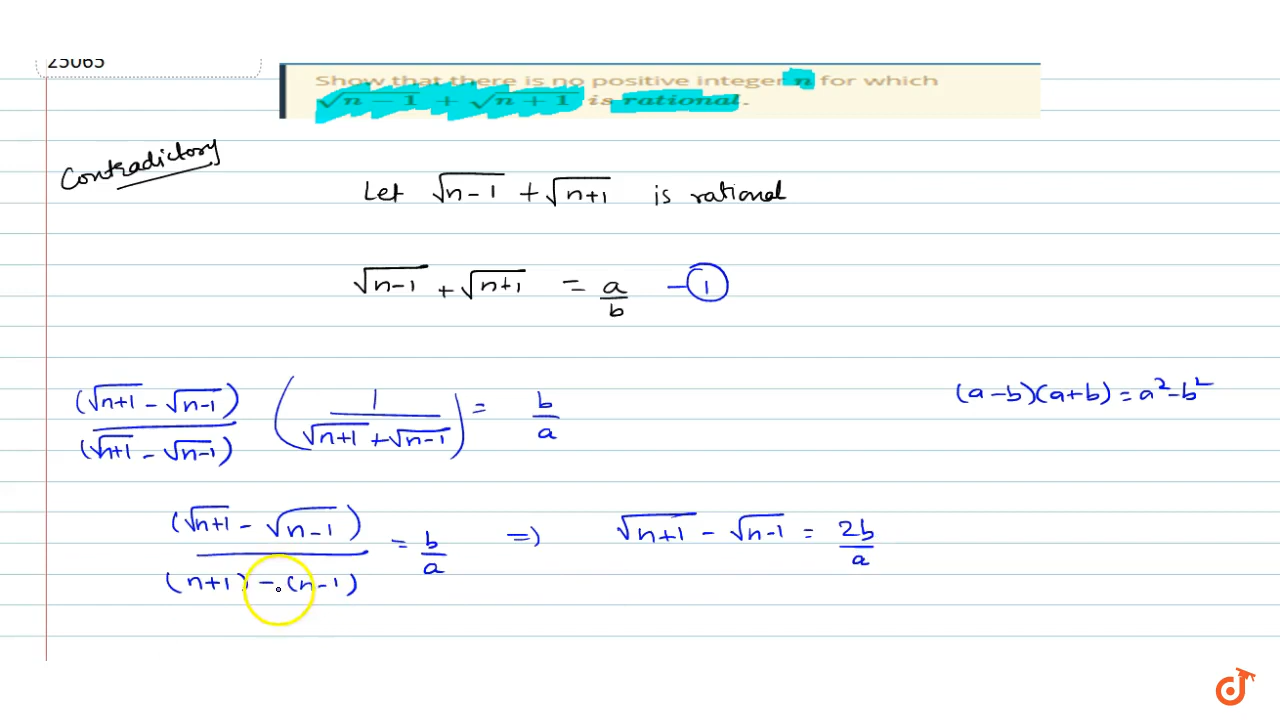 25065
Show that there is no positive integer n for which
√n − 1 + √n + 1 is rational.
Contradictory
Let √n-1 + √n+1 is rational
√n-1 + √n+1 = a/b - 1
(√n+1 - √n-1)/(√n+1 - √n-1) (1/(√n+1 + √n-1)) = b/a
(a-b)(a+b) = a²-b²
(√n+1 - √n-1)/((n+1) - (n-1)) = b/a ⇒ √n+1 - √n-1 = 2b/a